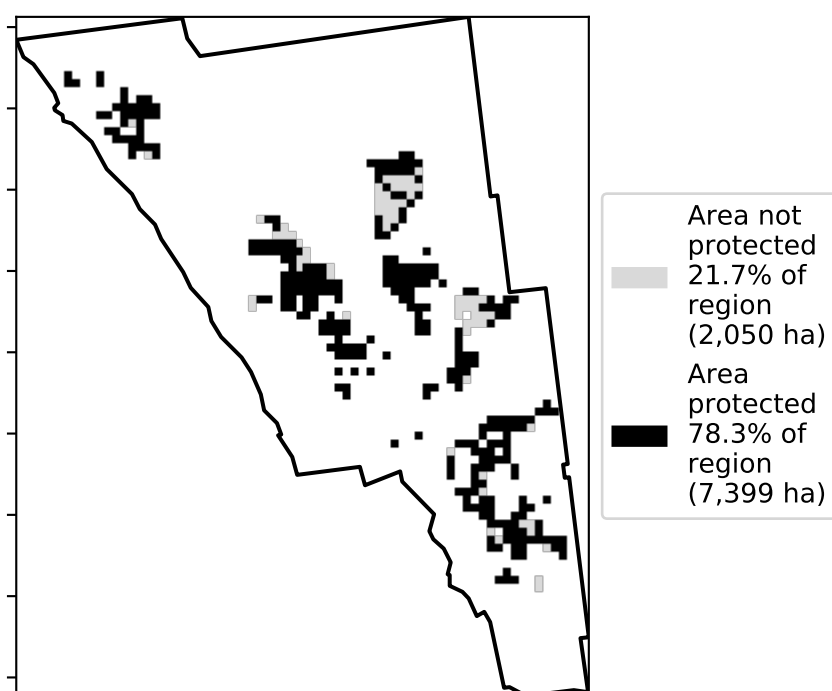 Area not
protected
21.7% of
region
(2,050 ha)
Area
protected
78.3% of
region
(7,399 ha)